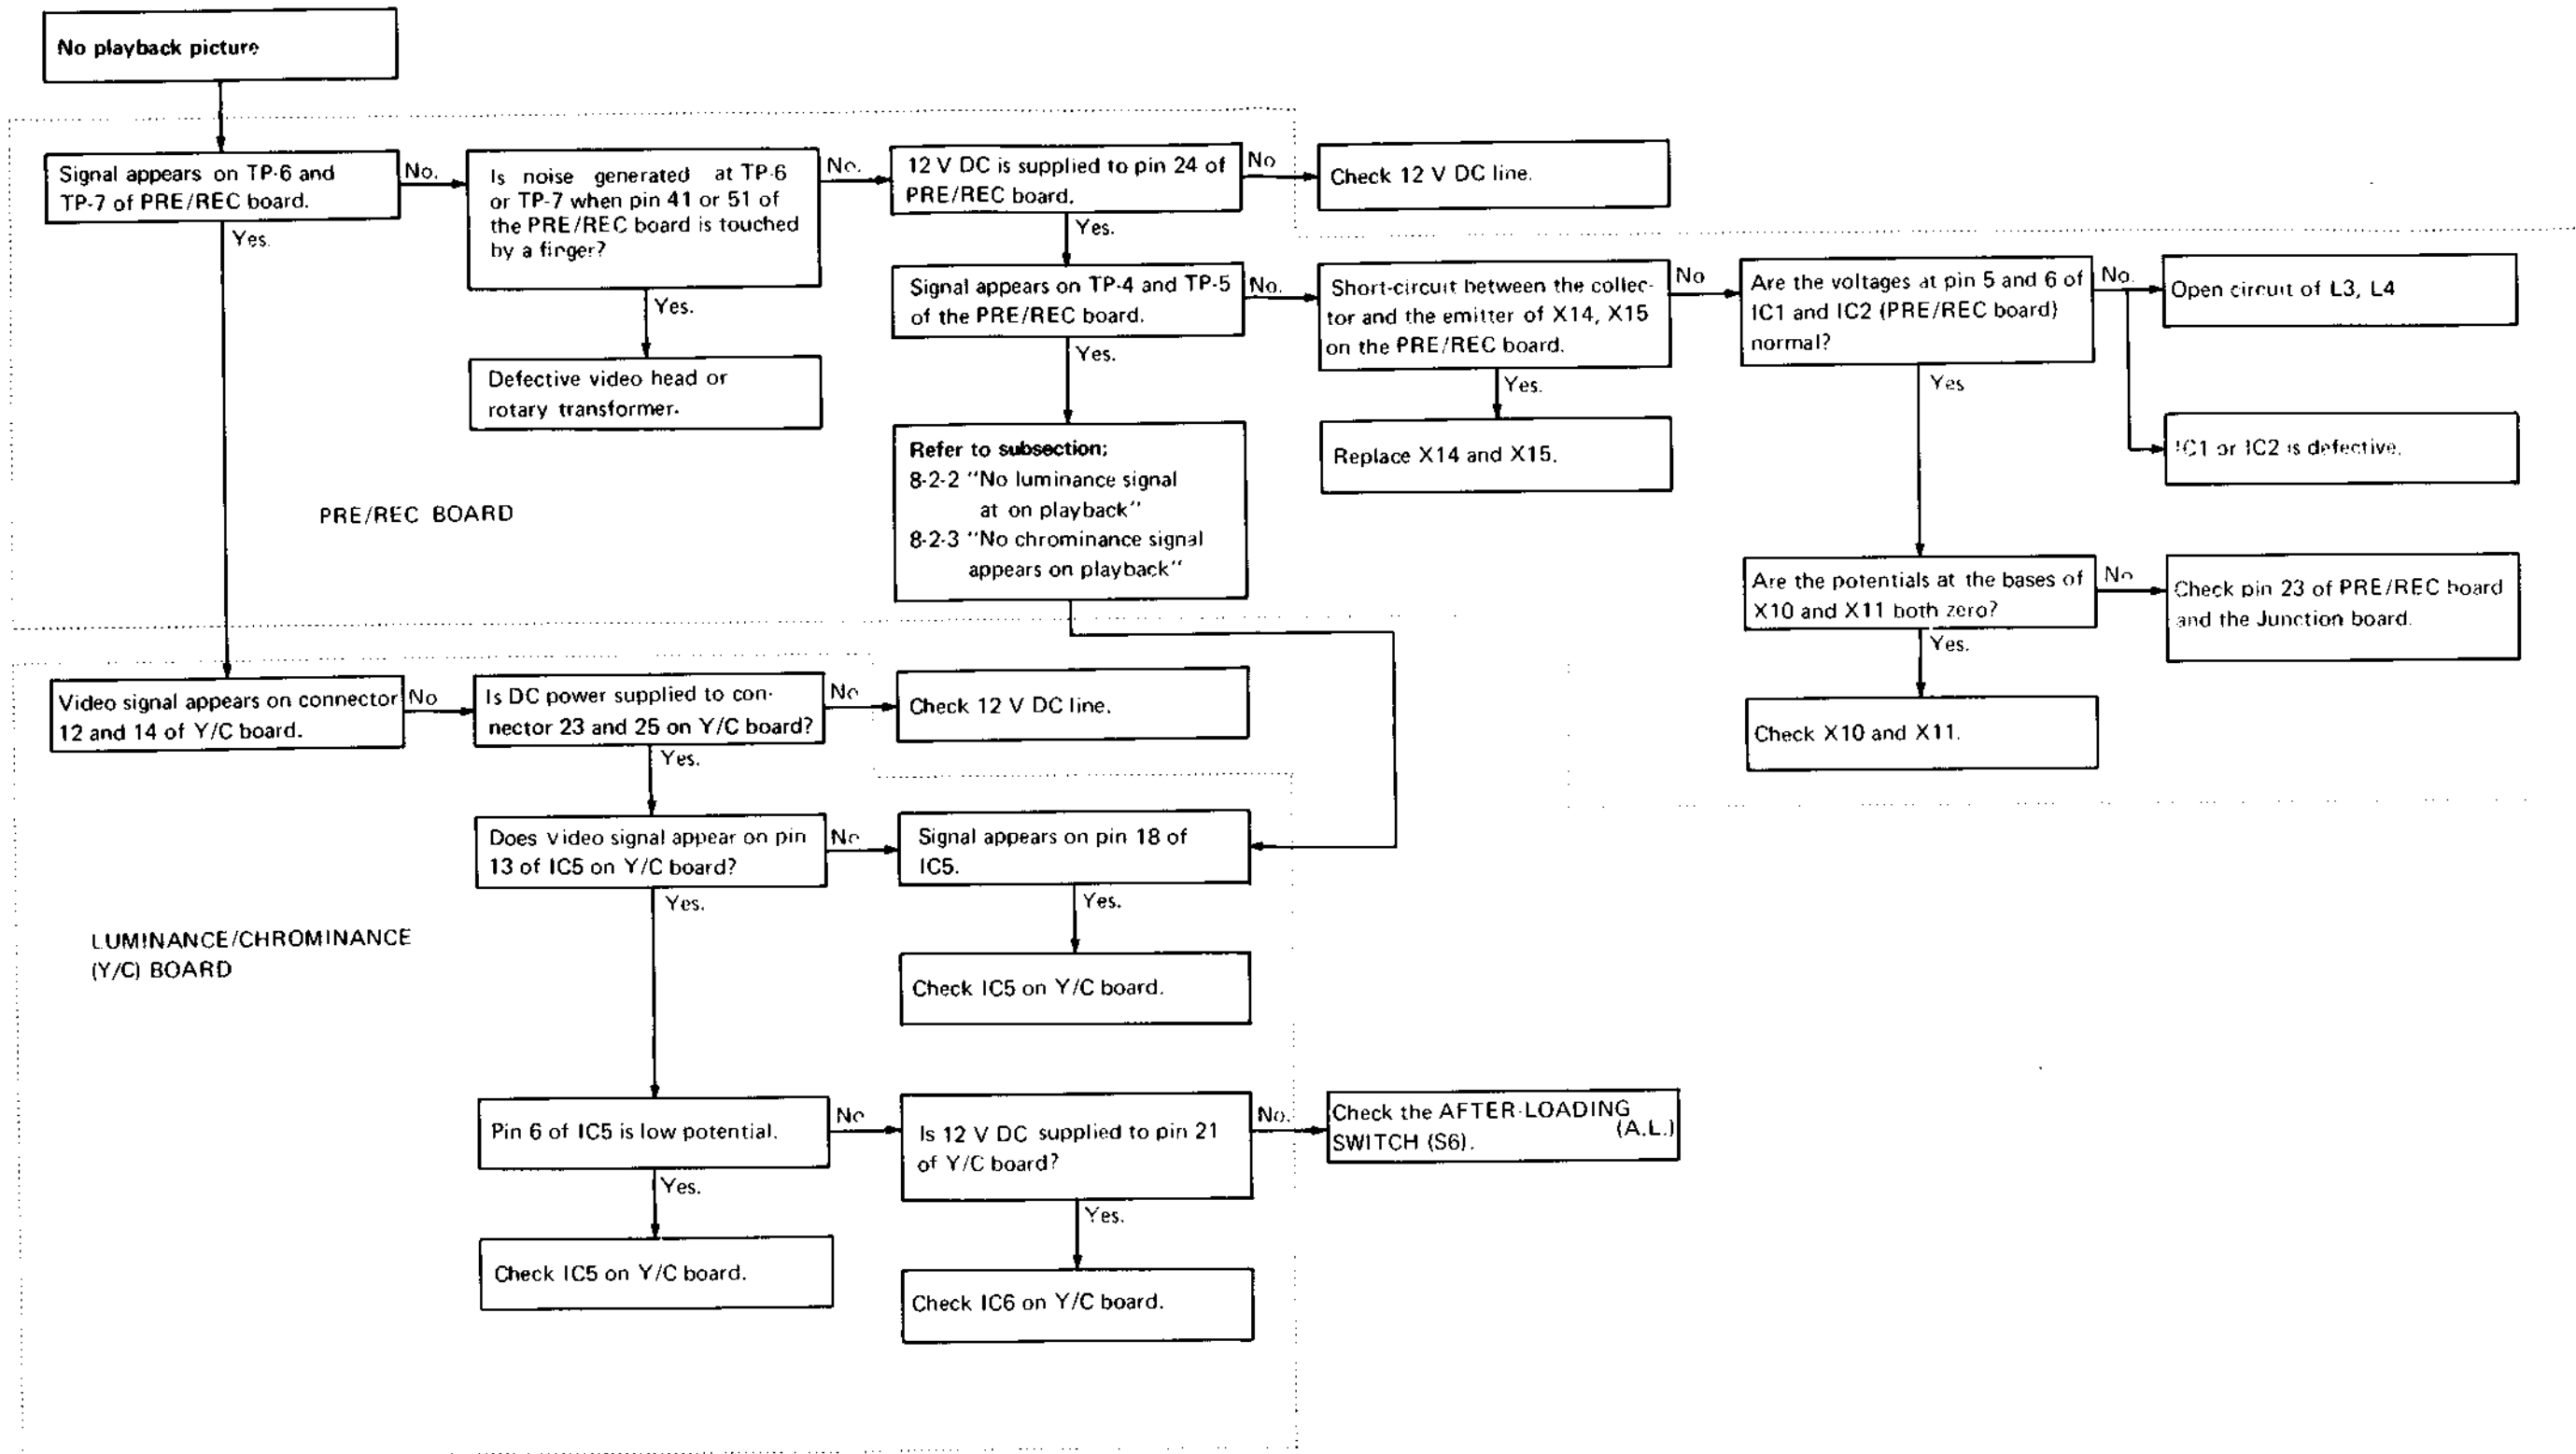 No playback picture
Signal appears on TP-6 and
TP-7 of PRE/REC board.
No.
Yes.
Is noise generated at TP-6
or TP-7 when pin 41 or 51 of
the PRE/REC board is touched
by a finger?
No.
Yes.
Defective video head or
rotary transformer.
12 V DC is supplied to pin 24 of
PRE/REC board.
No
Yes.
Check 12 V DC line.
Signal appears on TP-4 and TP-5
of the PRE/REC board.
No.
Yes.
Refer to subsection;
8-2-2 "No luminance signal
at on playback"
8-2-3 "No chrominance signal
appears on playback"
Short-circuit between the collec-
tor and the emitter of X14, X15
on the PRE/REC board.
No
Yes.
Replace X14 and X15.
Are the voltages at pin 5 and 6 of
IC1 and IC2 (PRE/REC board)
normal?
No.
Yes
Open circuit of L3, L4
IC1 or IC2 is defective.
Are the potentials at the bases of
X10 and X11 both zero?
No
Yes.
Check pin 23 of PRE/REC board
and the Junction board.
Check X10 and X11.
PRE/REC BOARD
Video signal appears on connector
12 and 14 of Y/C board.
No
Is DC power supplied to con-
nector 23 and 25 on Y/C board?
No
Yes.
Check 12 V DC line.
Does video signal appear on pin
13 of IC5 on Y/C board?
No
Yes.
Signal appears on pin 18 of
IC5.
Yes.
Check IC5 on Y/C board.
LUMINANCE/CHROMINANCE
(Y/C) BOARD
Pin 6 of IC5 is low potential.
No
Yes.
Check IC5 on Y/C board.
Is 12 V DC supplied to pin 21
of Y/C board?
No.
Yes.
Check IC6 on Y/C board.
Check the AFTER-LOADING
(A.L.)
SWITCH (S6).